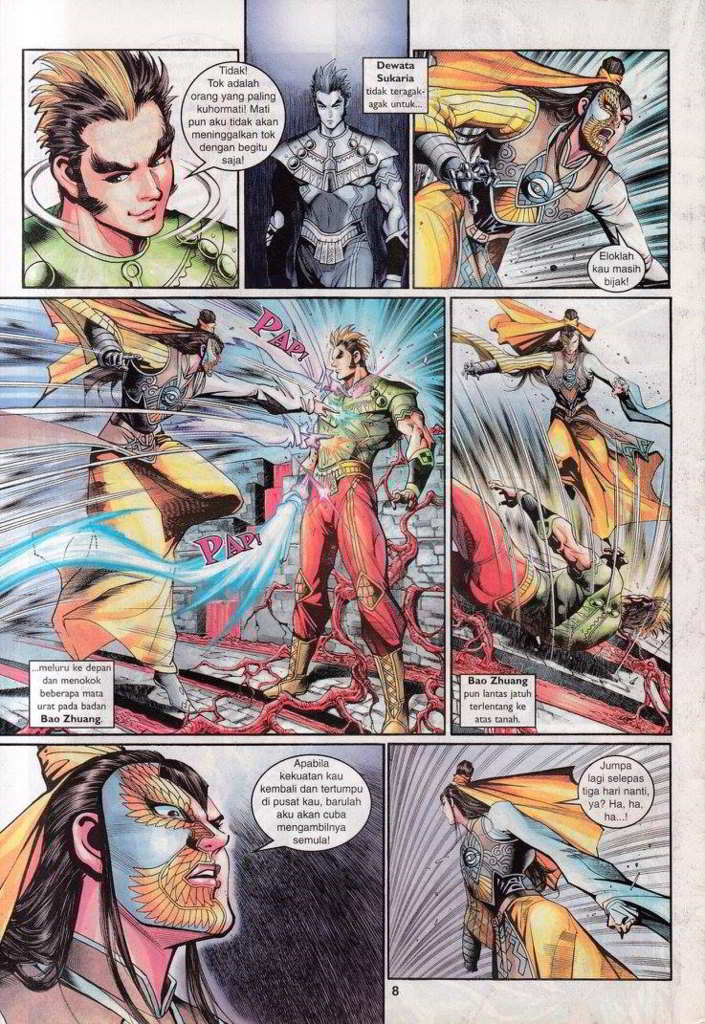 Tidak!
Tok adalah
orang yang paling
kuhormati! Mati
pun aku tidak akan
meninggalkan tok
dengan begitu
saja!
Dewata
Sukaria
tidak teragak-
agak untuk...
Eloklah
kau masih
bijak!
PAP!
PAP!
...meluru ke depan
dan menokok
beberapa mata
urat pada badan
Bao Zhuang.
Bao Zhuang
pun lantas jatuh
terlentang ke
atas tanah.
Apabila
kekuatan kau
kembali dan tertumpu
di pusat kau, barulah
aku akan cuba
mengambilnya
semula!
Jumpa
lagi selepas
tiga hari nanti,
ya? Ha, ha,
ha...!
8